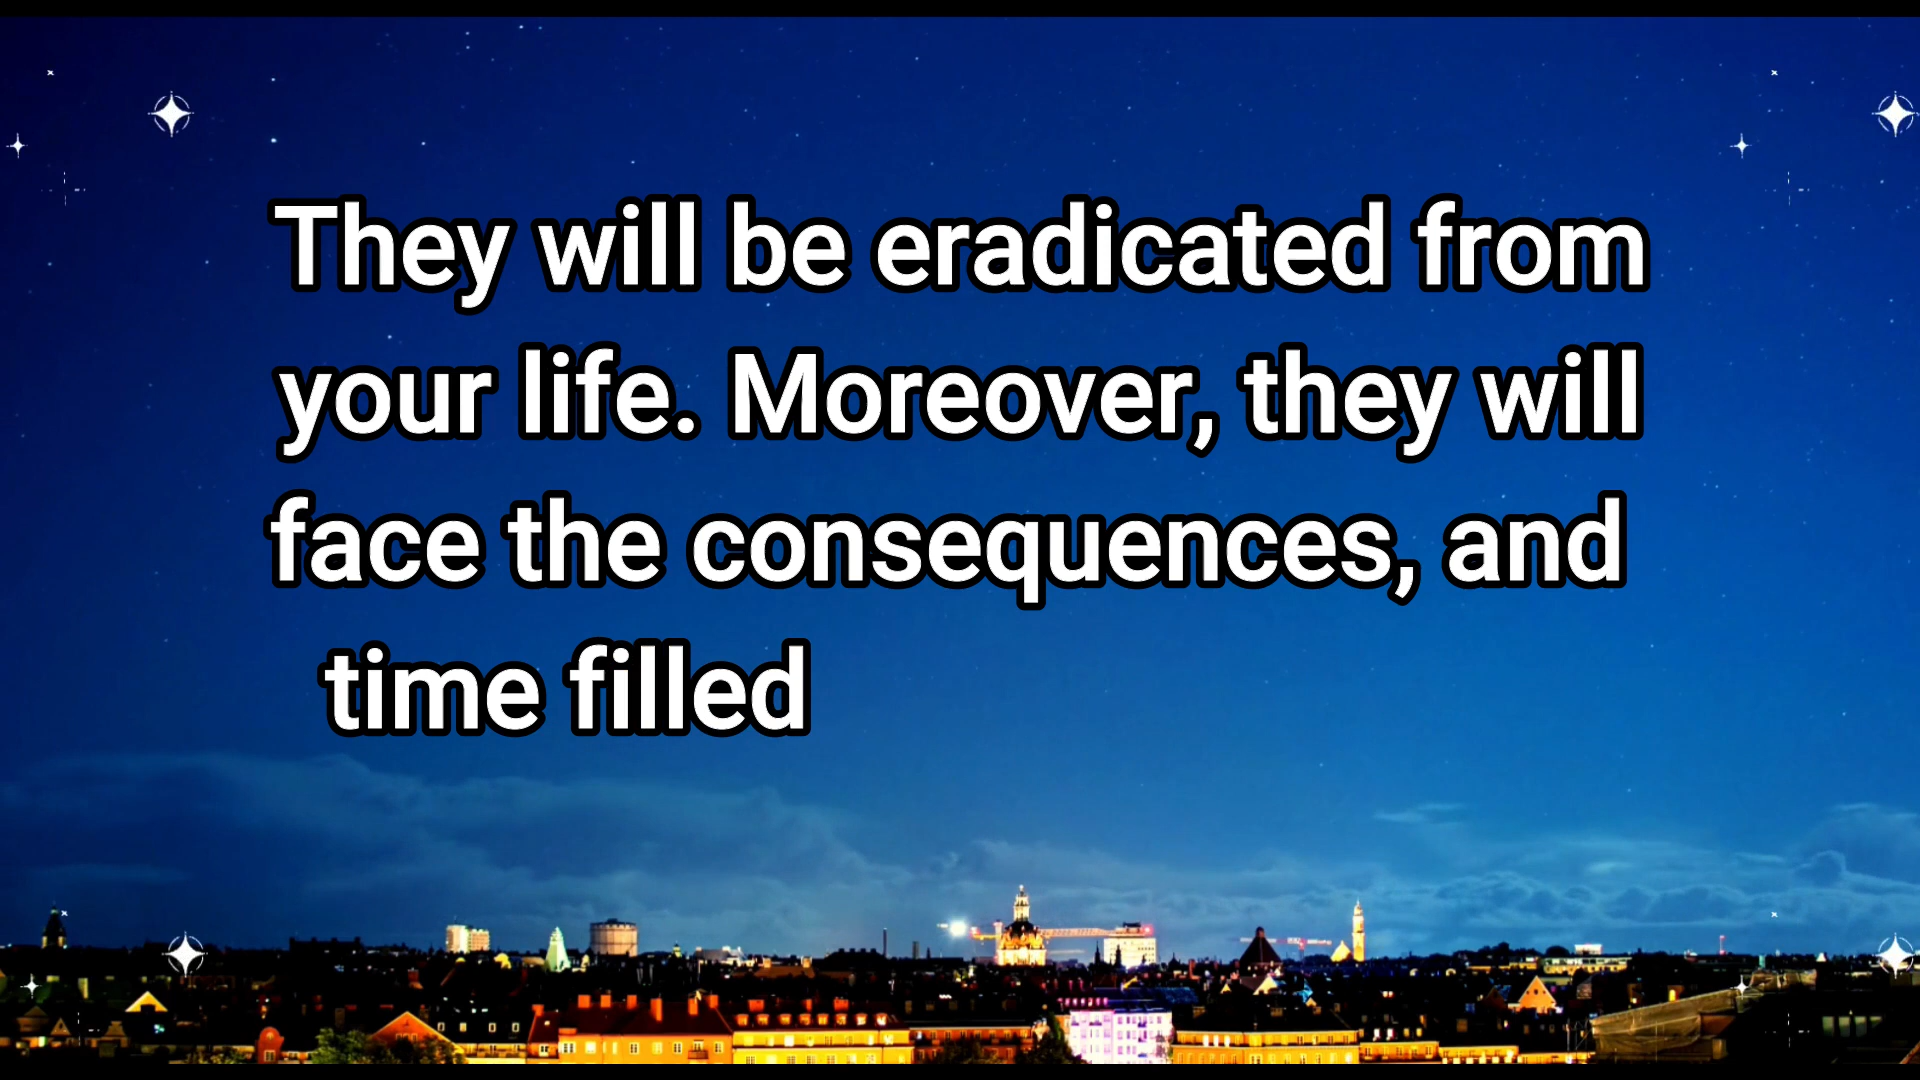 They will be eradicated from
your life. Moreover, they will
face the consequences, and
time filled